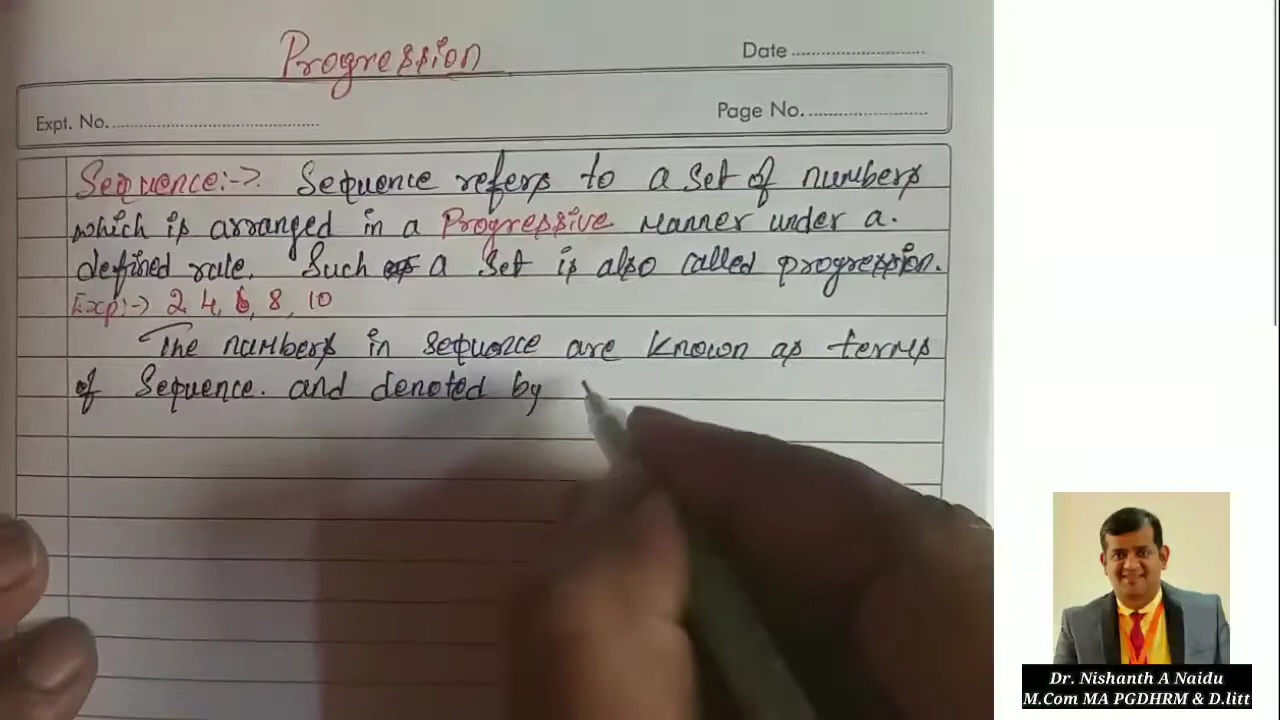 Progression
Date
Expt. No.
Page No.
Sequence:-> Sequence refers to a set of numbers
which is arranged in a Progressive manner under a.
defined rule. Such a set is also called progression.
Exp:-> 2 4, 6, 8, 10
The numbers in sequence are known as terms
of Sequence. and denoted by
Dr. Nishanth A Naidu
M.Com MA PGDHRM & D.litt